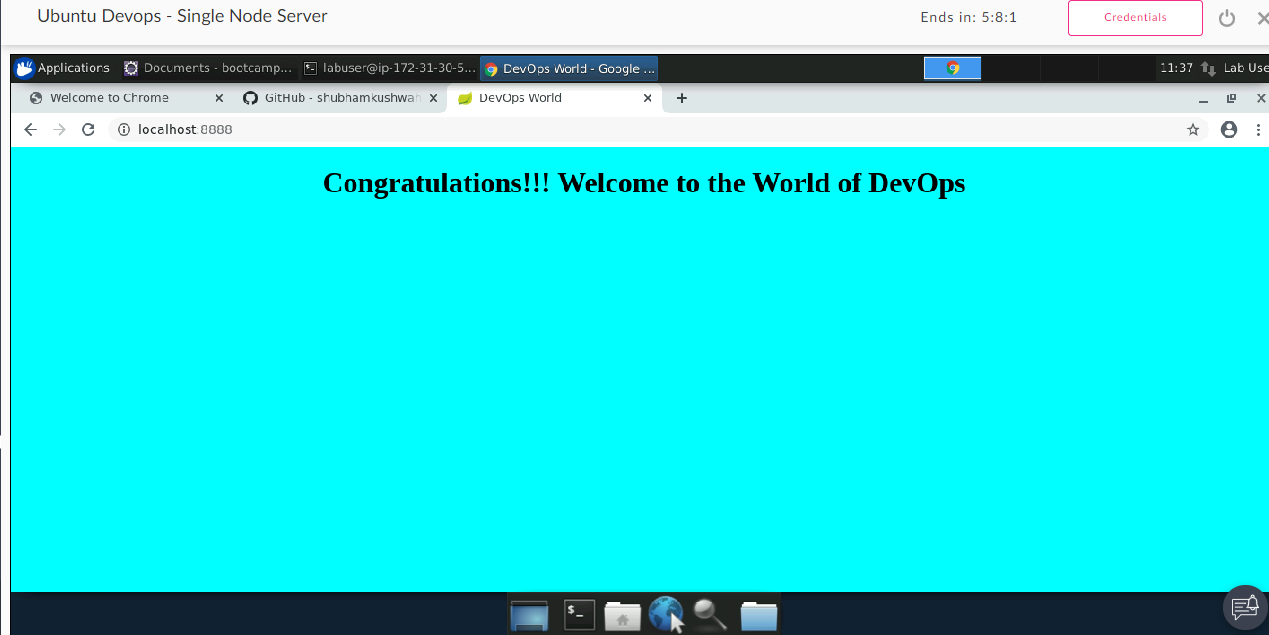 Ubuntu Devops - Single Node Server
Ends in: 5:8:1
Credentials
Applications
Documents - bootcamp...
labuser@ip-172-31-30-5...
DevOps World - Google ...
11:37
Lab Use
Welcome to Chrome
GitHub - shubhamkushwah
DevOps World
localhost:8888
Congratulations!!! Welcome to the World of DevOps
$_